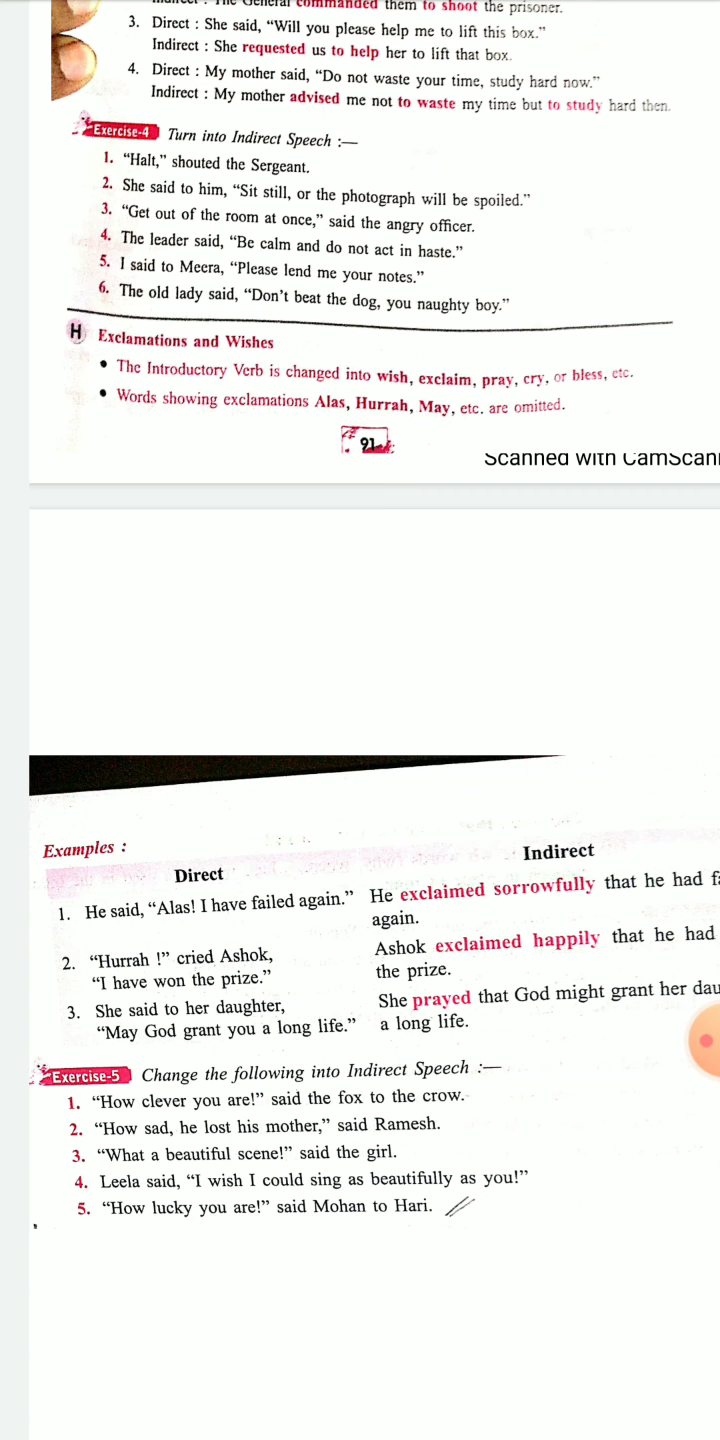 The General commanded them to shoot the prisoner.
3. Direct : She said, “Will you please help me to lift this box.”
Indirect : She requested us to help her to lift that box.
4. Direct : My mother said, “Do not waste your time, study hard now.”
Indirect : My mother advised me not to waste my time but to study hard then.
Exercise-4 Turn into Indirect Speech :—
1. “Halt,” shouted the Sergeant.
2. She said to him, “Sit still, or the photograph will be spoiled.”
3. “Get out of the room at once,” said the angry officer.
4. The leader said, “Be calm and do not act in haste.”
5. I said to Meera, “Please lend me your notes.”
6. The old lady said, “Don’t beat the dog, you naughty boy.”
H Exclamations and Wishes
• The Introductory Verb is changed into wish, exclaim, pray, cry, or bless, etc.
• Words showing exclamations Alas, Hurrah, May, etc. are omitted.
91
Scanned with CamScan
Examples :
Direct Indirect
1. He said, “Alas! I have failed again.” He exclaimed sorrowfully that he had
again.
2. “Hurrah !” cried Ashok, Ashok exclaimed happily that he had
“I have won the prize.” the prize.
3. She said to her daughter, She prayed that God might grant her dau
“May God grant you a long life.” a long life.
Exercise-5 Change the following into Indirect Speech :—
1. “How clever you are!” said the fox to the crow.
2. “How sad, he lost his mother,” said Ramesh.
3. “What a beautiful scene!” said the girl.
4. Leela said, “I wish I could sing as beautifully as you!”
5. “How lucky you are!” said Mohan to Hari.